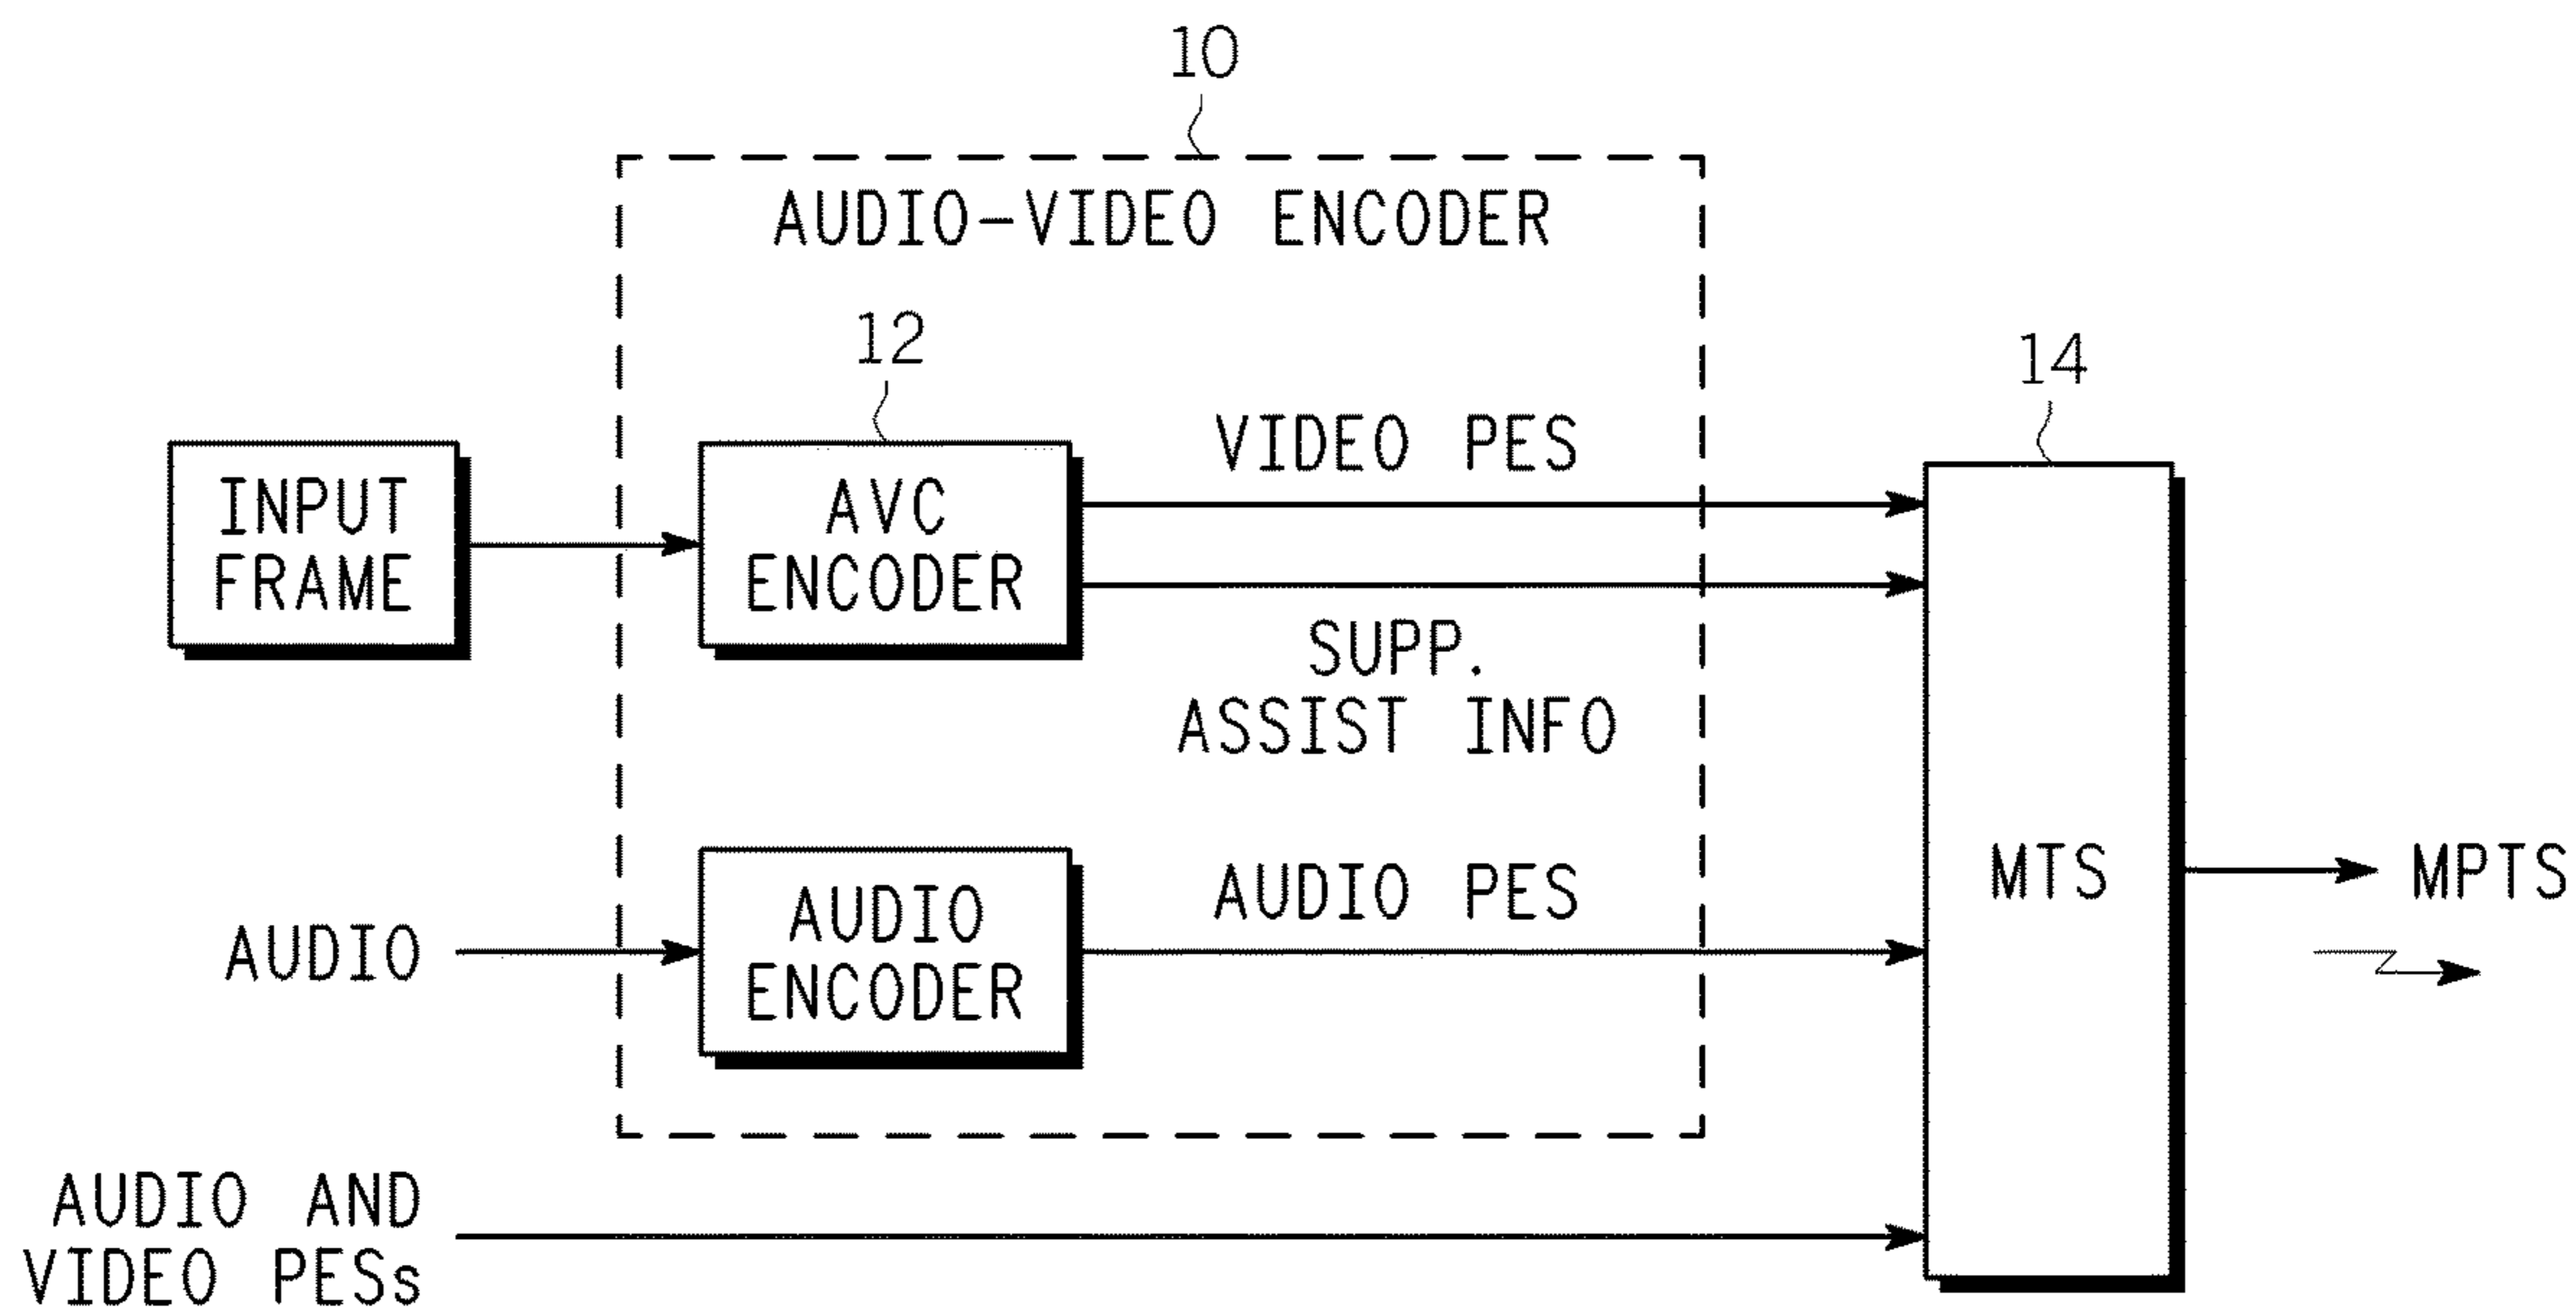 10
AUDIO-VIDEO ENCODER
12
14
INPUT
FRAME
AVC
ENCODER
VIDEO PES
SUPP.
ASSIST INFO
MTS
MPTS
AUDIO
AUDIO
ENCODER
AUDIO PES
AUDIO AND
VIDEO PESs